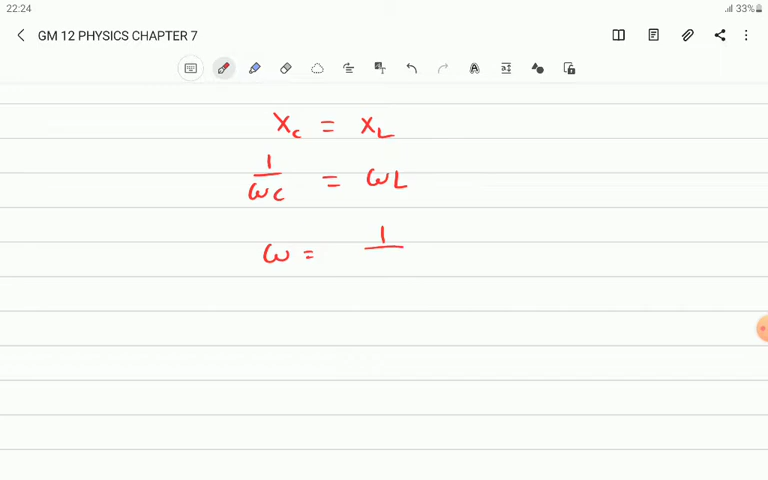 22:24 33%
GM 12 PHYSICS CHAPTER 7
X_c = X_L
1/ωc = ωL
ω = 1/